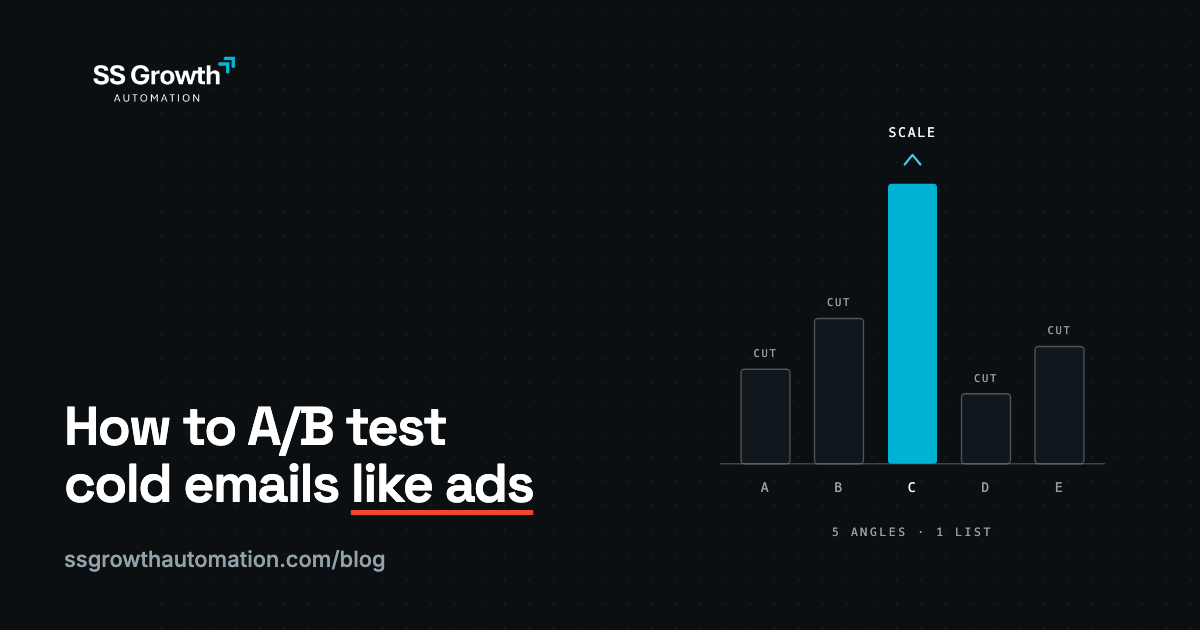 SS Growth
AUTOMATION
How to A/B test
cold emails like ads
ssgrowthautomation.com/blog
SCALE
CUT
CUT
CUT
CUT
A B C D E
5 ANGLES · 1 LIST